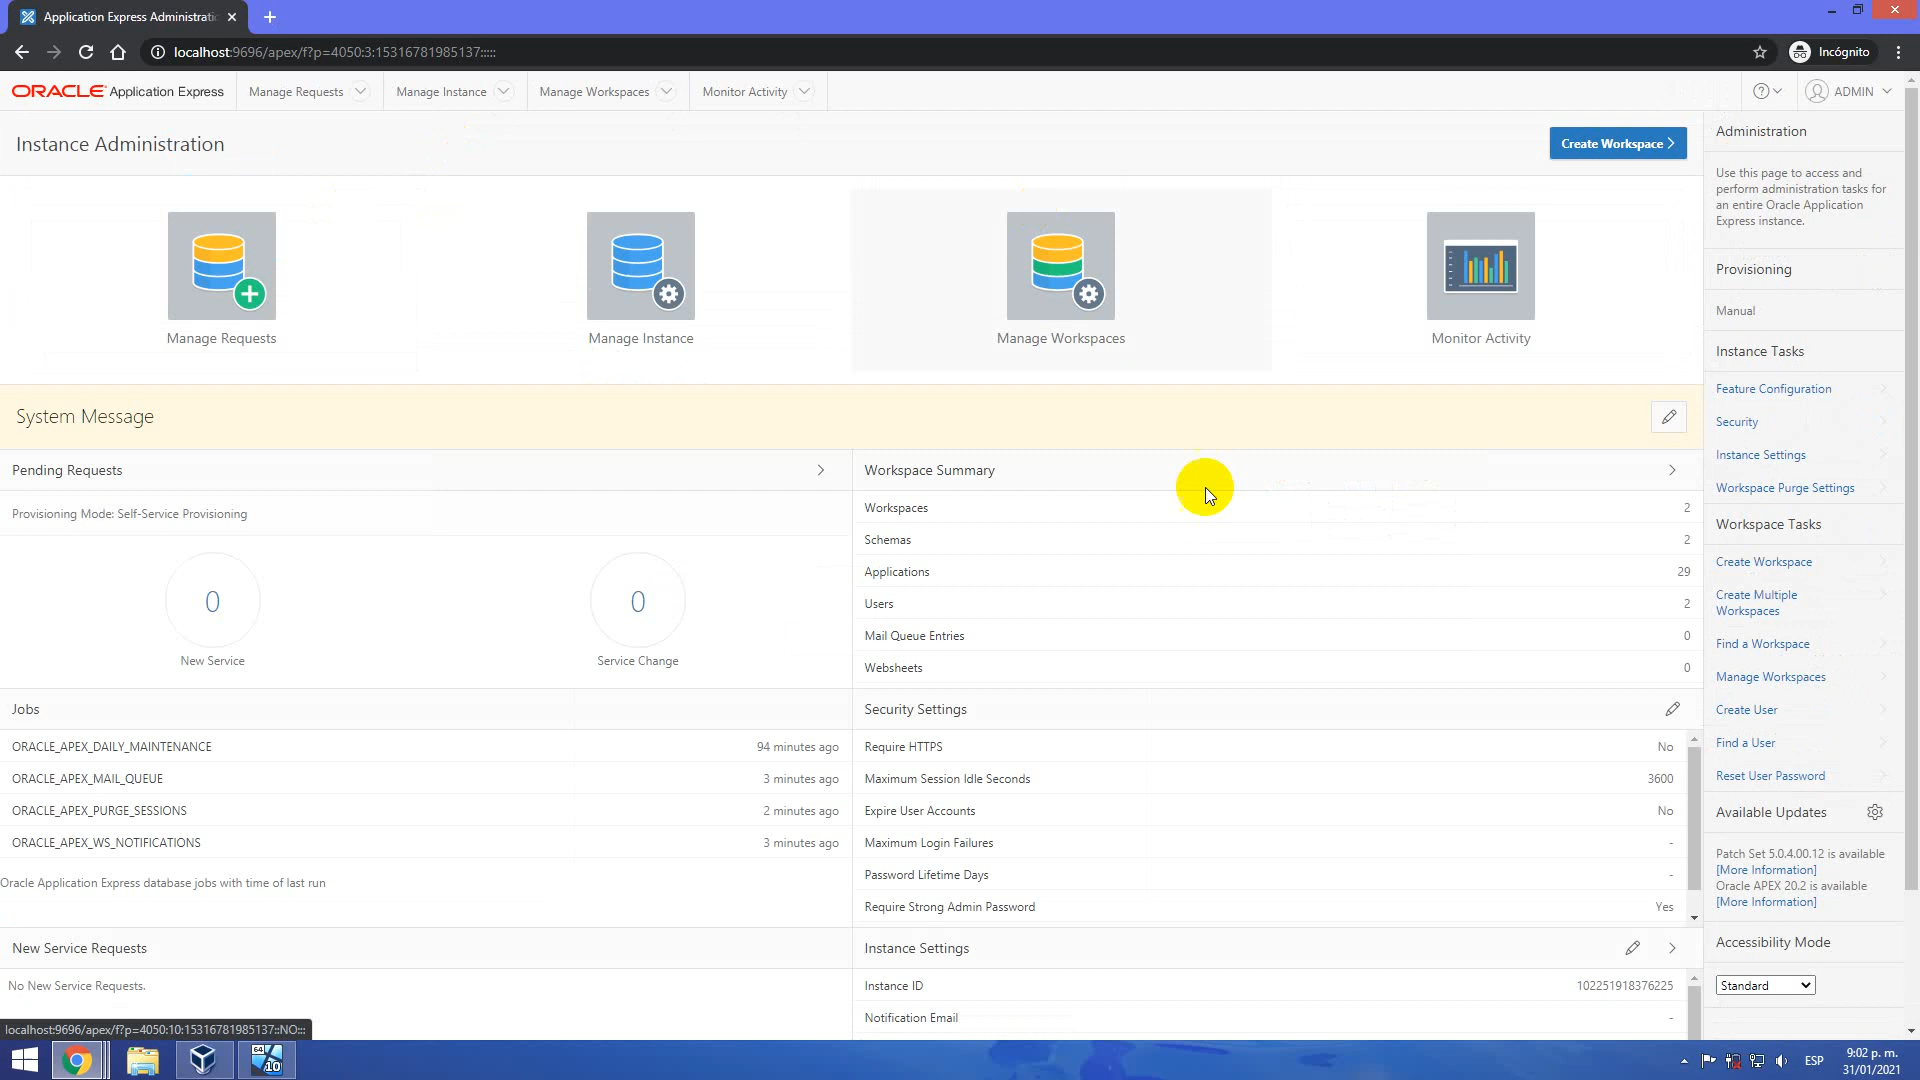 Application Express Administratio
localhost:9696/apex/f?p=4050:3:15316781985137:::::
Incógnito
ORACLE Application Express
Manage Requests
Manage Instance
Manage Workspaces
Monitor Activity
ADMIN
Instance Administration
Create Workspace
Manage Requests
Manage Instance
Manage Workspaces
Monitor Activity
System Message
Pending Requests
Provisioning Mode: Self-Service Provisioning
0
New Service
0
Service Change
Workspace Summary
Workspaces 2
Schemas 2
Applications 29
Users 2
Mail Queue Entries 0
Websheets 0
Jobs
ORACLE_APEX_DAILY_MAINTENANCE 94 minutes ago
ORACLE_APEX_MAIL_QUEUE 3 minutes ago
ORACLE_APEX_PURGE_SESSIONS 2 minutes ago
ORACLE_APEX_WS_NOTIFICATIONS 3 minutes ago
Oracle Application Express database jobs with time of last run
Security Settings
Require HTTPS No
Maximum Session Idle Seconds 3600
Expire User Accounts No
Maximum Login Failures -
Password Lifetime Days -
Require Strong Admin Password Yes
New Service Requests
No New Service Requests.
Instance Settings
Instance ID 102251918376225
Notification Email -
Administration
Use this page to access and
perform administration tasks for
an entire Oracle Application
Express instance.
Provisioning
Manual
Instance Tasks
Feature Configuration
Security
Instance Settings
Workspace Purge Settings
Workspace Tasks
Create Workspace
Create Multiple
Workspaces
Find a Workspace
Manage Workspaces
Create User
Find a User
Reset User Password
Available Updates
Patch Set 5.0.4.00.12 is available
[More Information]
Oracle APEX 20.2 is available
[More Information]
Accessibility Mode
Standard
localhost:9696/apex/f?p=4050:10:15316781985137::NO:::
64
10
ESP
9:02 p. m.
31/01/2021